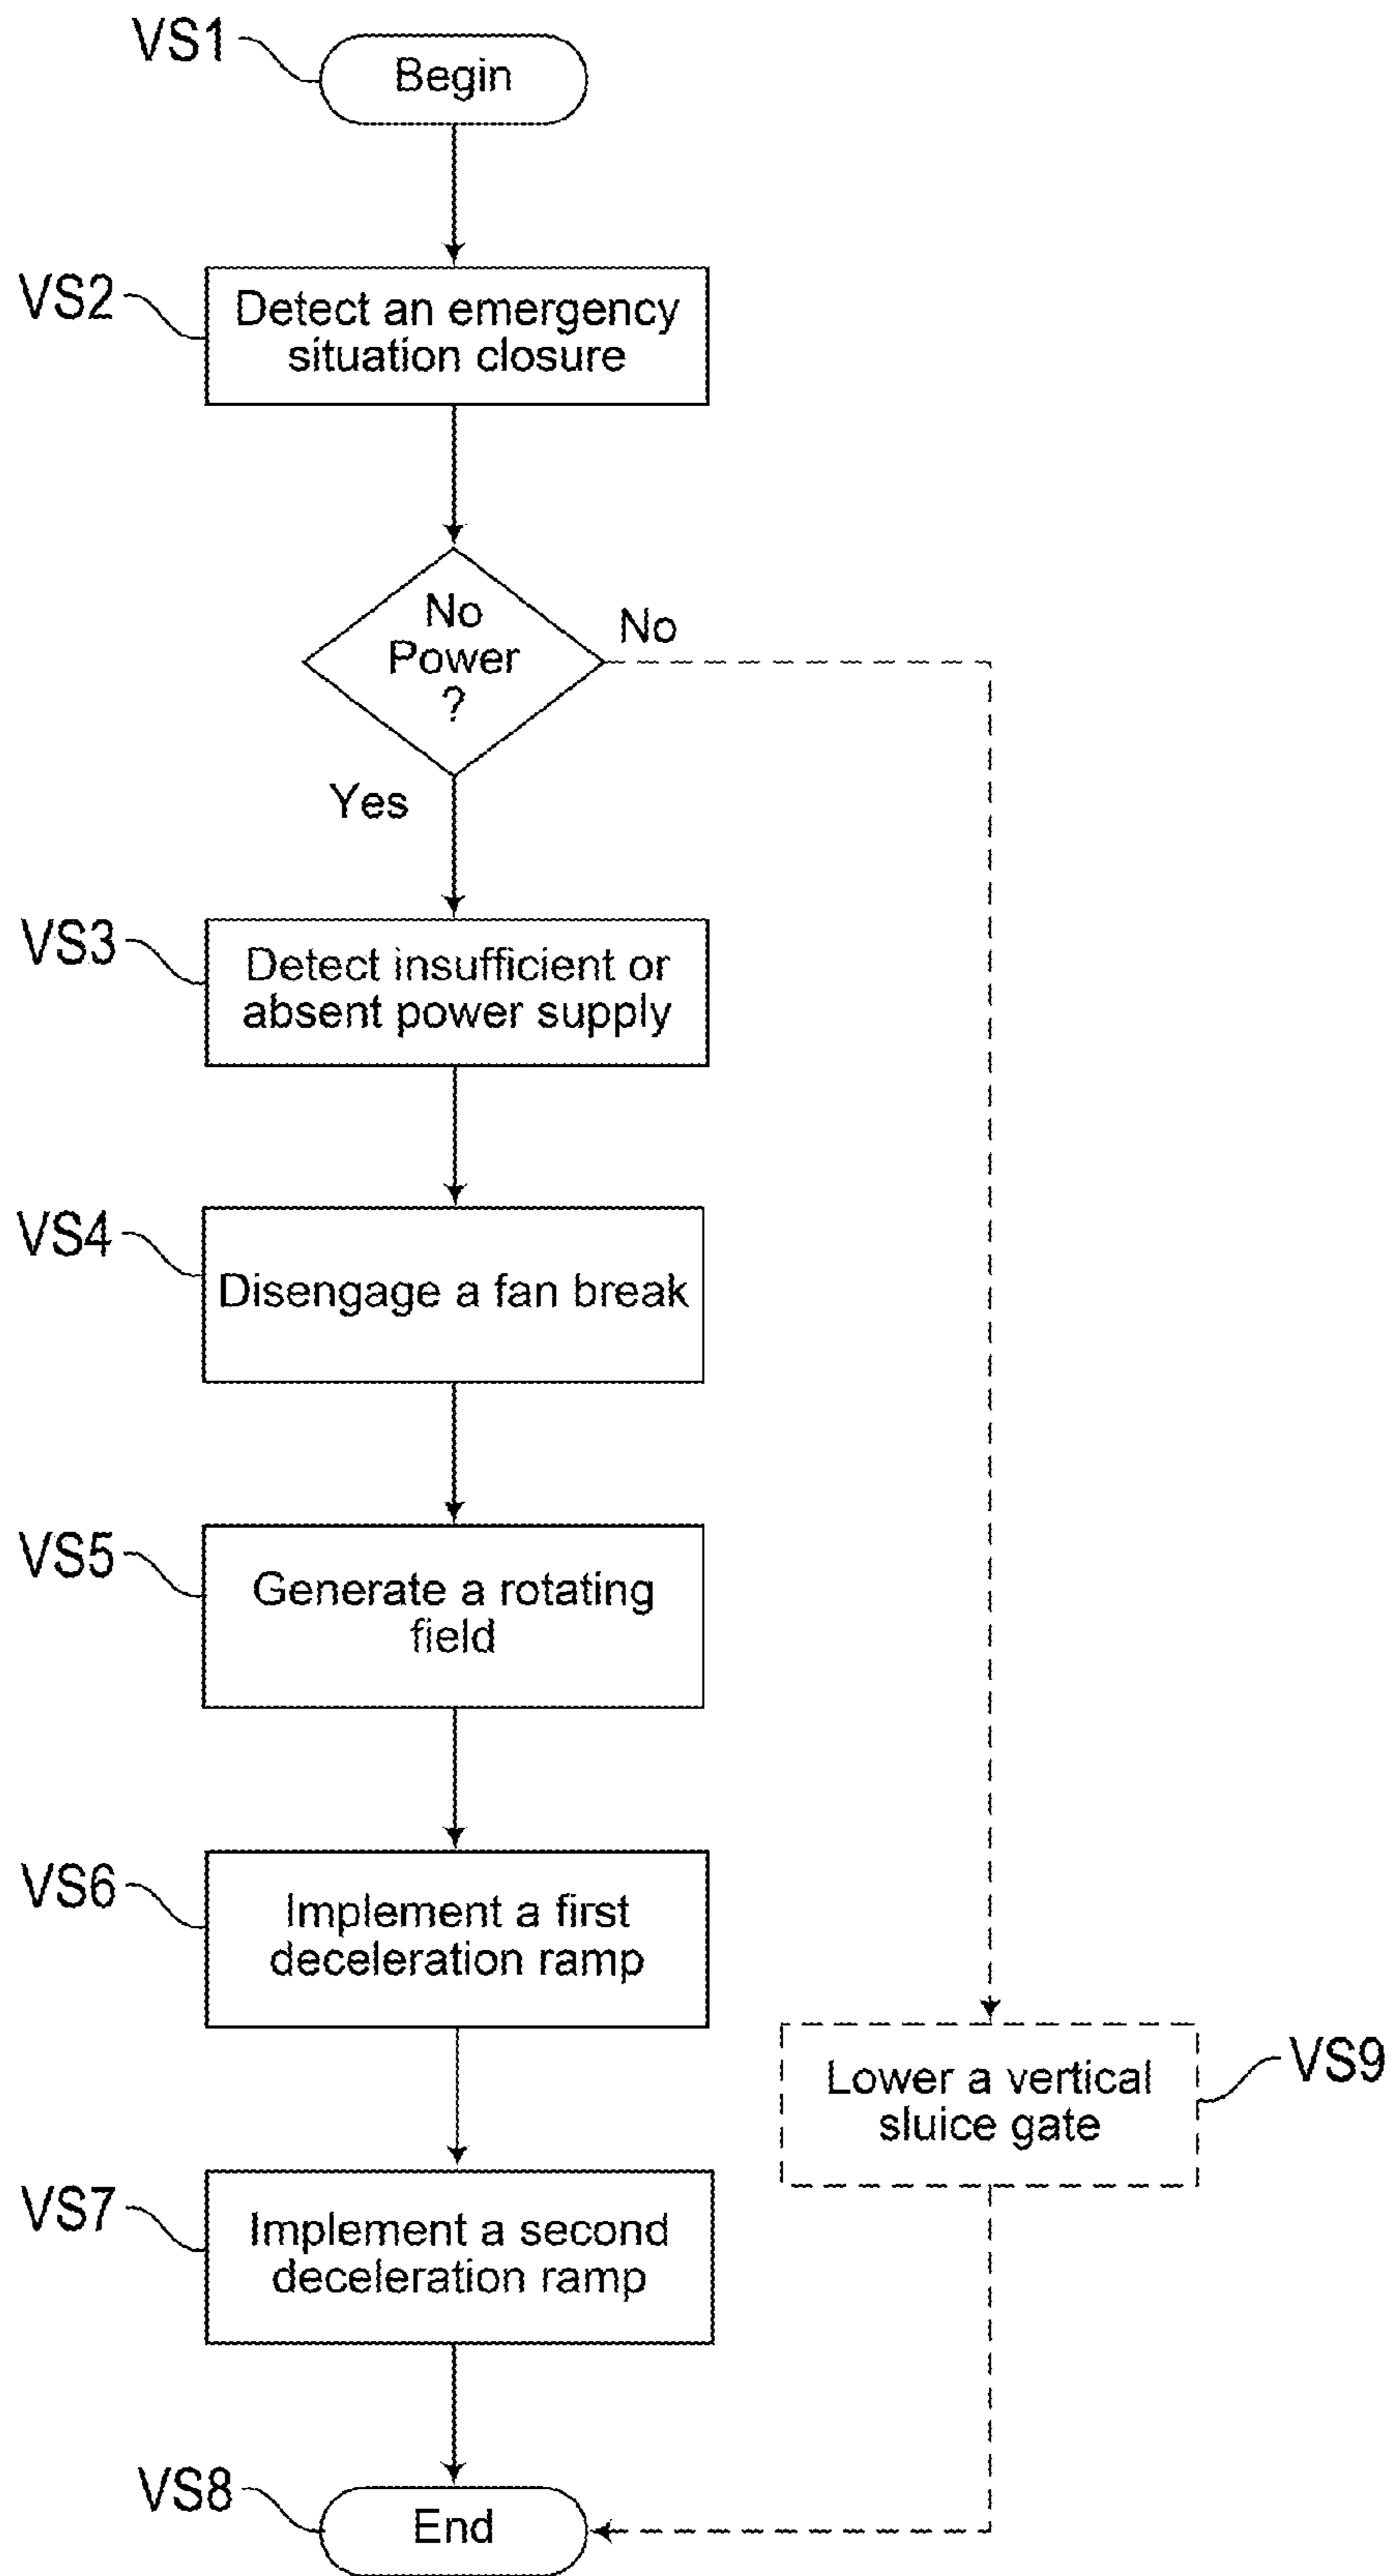 VS1
Begin
VS2
Detect an emergency
situation closure
No
Power
?
No
Yes
VS3
Detect insufficient or
absent power supply
VS4
Disengage a fan break
VS5
Generate a rotating
field
VS6
Implement a first
deceleration ramp
Lower a vertical
sluice gate
VS9
VS7
Implement a second
deceleration ramp
VS8
End